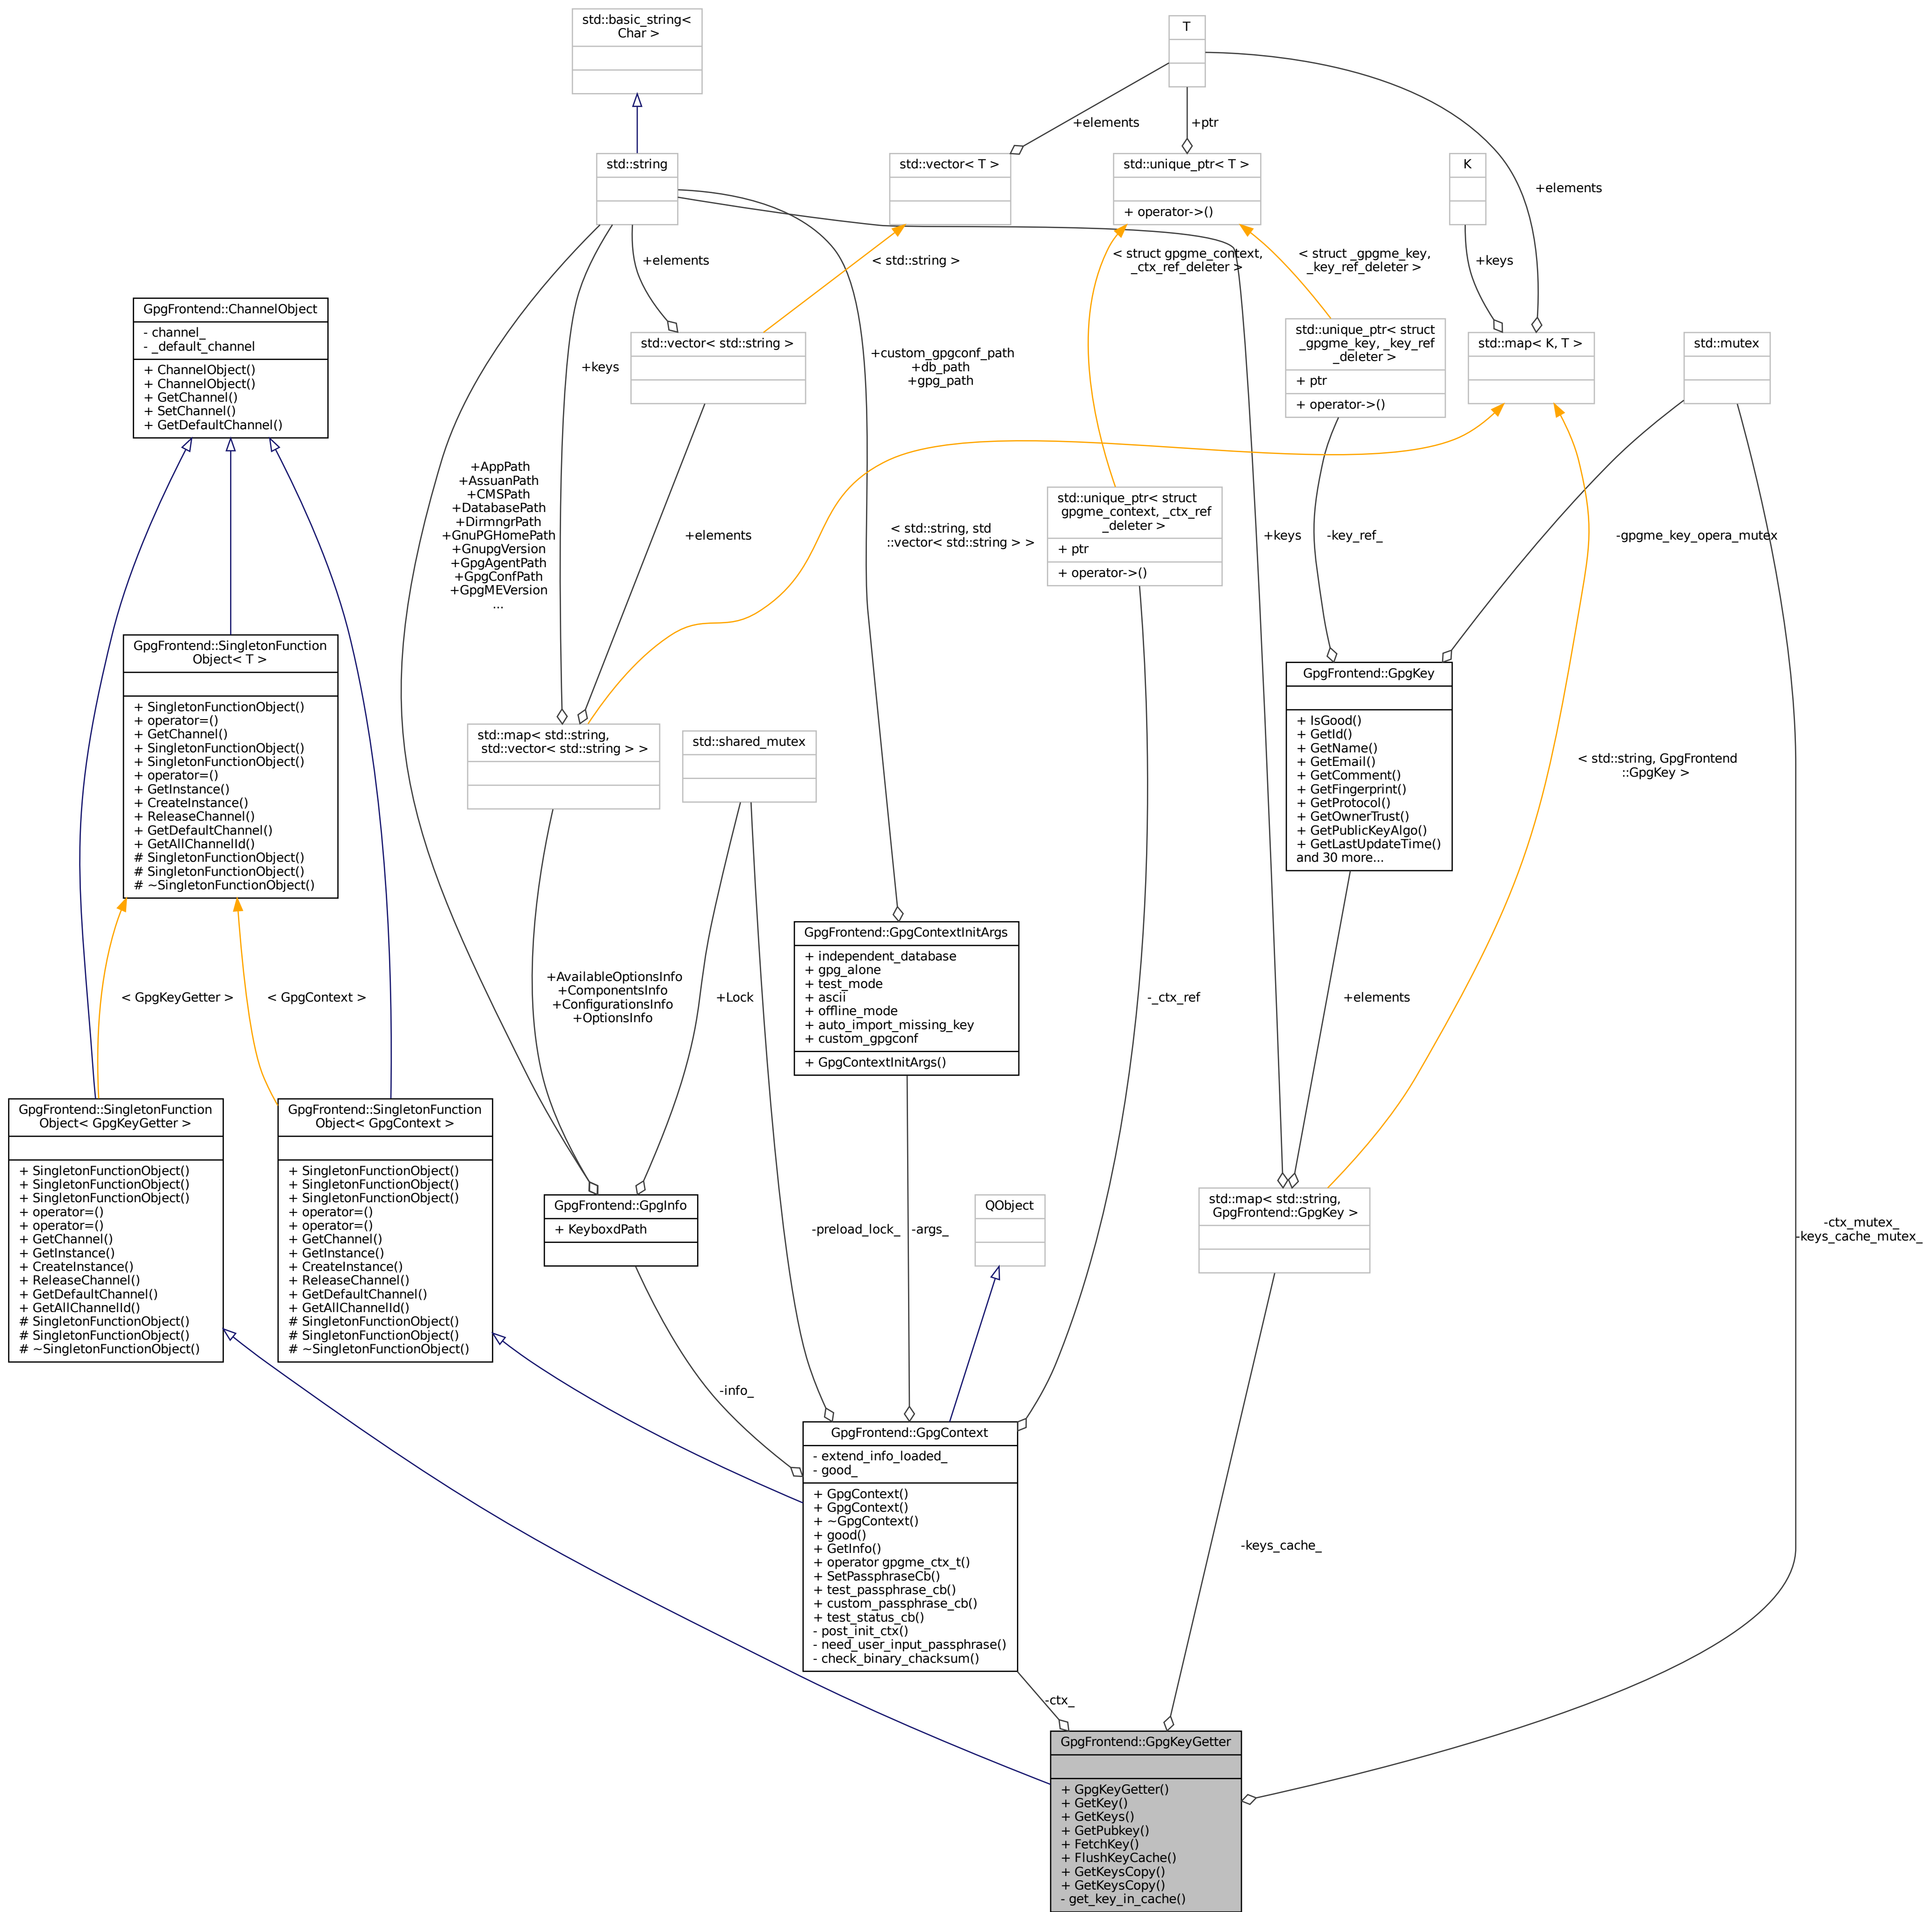 std::basic_string<
Char >
T
+elements
+ptr
std::string
std::vector< T >
std::unique_ptr< T >
+ operator->()
K
+elements
+elements
< std::string >
< struct gpgme_context,
_ctx_ref_deleter >
< struct _gpgme_key,
_key_ref_deleter >
+keys
GpgFrontend::ChannelObject
- channel_
- _default_channel
+ ChannelObject()
+ ChannelObject()
+ GetChannel()
+ SetChannel()
+ GetDefaultChannel()
+keys
std::vector< std::string >
+custom_gpgconf_path
+db_path
+gpg_path
std::unique_ptr< struct
_gpgme_key, _key_ref
_deleter >
+ ptr
+ operator->()
std::map< K, T >
std::mutex
+AppPath
+AssuanPath
+CMSPath
+DatabasePath
+DirmngrPath
+GnuPGHomePath
+GnupgVersion
+GpgAgentPath
+GpgConfPath
+GpgMEVersion
...
+elements
< std::string, std
::vector< std::string > >
std::unique_ptr< struct
gpgme_context, _ctx_ref
_deleter >
+ ptr
+ operator->()
+keys
-key_ref_
-gpgme_key_opera_mutex
GpgFrontend::SingletonFunction
Object< T >
+ SingletonFunctionObject()
+ operator=()
+ GetChannel()
+ SingletonFunctionObject()
+ SingletonFunctionObject()
+ operator=()
+ GetInstance()
+ CreateInstance()
+ ReleaseChannel()
+ GetDefaultChannel()
+ GetAllChannelId()
# SingletonFunctionObject()
# SingletonFunctionObject()
# ~SingletonFunctionObject()
std::map< std::string,
std::vector< std::string > >
std::shared_mutex
GpgFrontend::GpgKey
+ IsGood()
+ GetId()
+ GetName()
+ GetEmail()
+ GetComment()
+ GetFingerprint()
+ GetProtocol()
+ GetOwnerTrust()
+ GetPublicKeyAlgo()
+ GetLastUpdateTime()
and 30 more...
< std::string, GpgFrontend
::GpgKey >
< GpgKeyGetter >
< GpgContext >
+AvailableOptionsInfo
+ComponentsInfo
+ConfigurationsInfo
+OptionsInfo
+Lock
GpgFrontend::GpgContextInitArgs
+ independent_database
+ gpg_alone
+ test_mode
+ ascii
+ offline_mode
+ auto_import_missing_key
+ custom_gpgconf
+ GpgContextInitArgs()
-_ctx_ref
+elements
GpgFrontend::SingletonFunction
Object< GpgKeyGetter >
+ SingletonFunctionObject()
+ SingletonFunctionObject()
+ SingletonFunctionObject()
+ operator=()
+ operator=()
+ GetChannel()
+ GetInstance()
+ CreateInstance()
+ ReleaseChannel()
+ GetDefaultChannel()
+ GetAllChannelId()
# SingletonFunctionObject()
# SingletonFunctionObject()
# ~SingletonFunctionObject()
GpgFrontend::SingletonFunction
Object< GpgContext >
+ SingletonFunctionObject()
+ SingletonFunctionObject()
+ SingletonFunctionObject()
+ operator=()
+ operator=()
+ GetChannel()
+ GetInstance()
+ CreateInstance()
+ ReleaseChannel()
+ GetDefaultChannel()
+ GetAllChannelId()
# SingletonFunctionObject()
# SingletonFunctionObject()
# ~SingletonFunctionObject()
GpgFrontend::GpgInfo
+ KeyboxdPath
-preload_lock_
-args_
QObject
std::map< std::string,
GpgFrontend::GpgKey >
-ctx_mutex_
-keys_cache_mutex_
-info_
GpgFrontend::GpgContext
- extend_info_loaded_
- good_
+ GpgContext()
+ GpgContext()
+ ~GpgContext()
+ good()
+ GetInfo()
+ operator gpgme_ctx_t()
+ SetPassphraseCb()
+ test_passphrase_cb()
+ custom_passphrase_cb()
+ test_status_cb()
- post_init_ctx()
- need_user_input_passphrase()
- check_binary_chacksum()
-keys_cache_
-ctx_
GpgFrontend::GpgKeyGetter
+ GpgKeyGetter()
+ GetKey()
+ GetKeys()
+ GetPubkey()
+ FetchKey()
+ FlushKeyCache()
+ GetKeysCopy()
+ GetKeysCopy()
- get_key_in_cache()